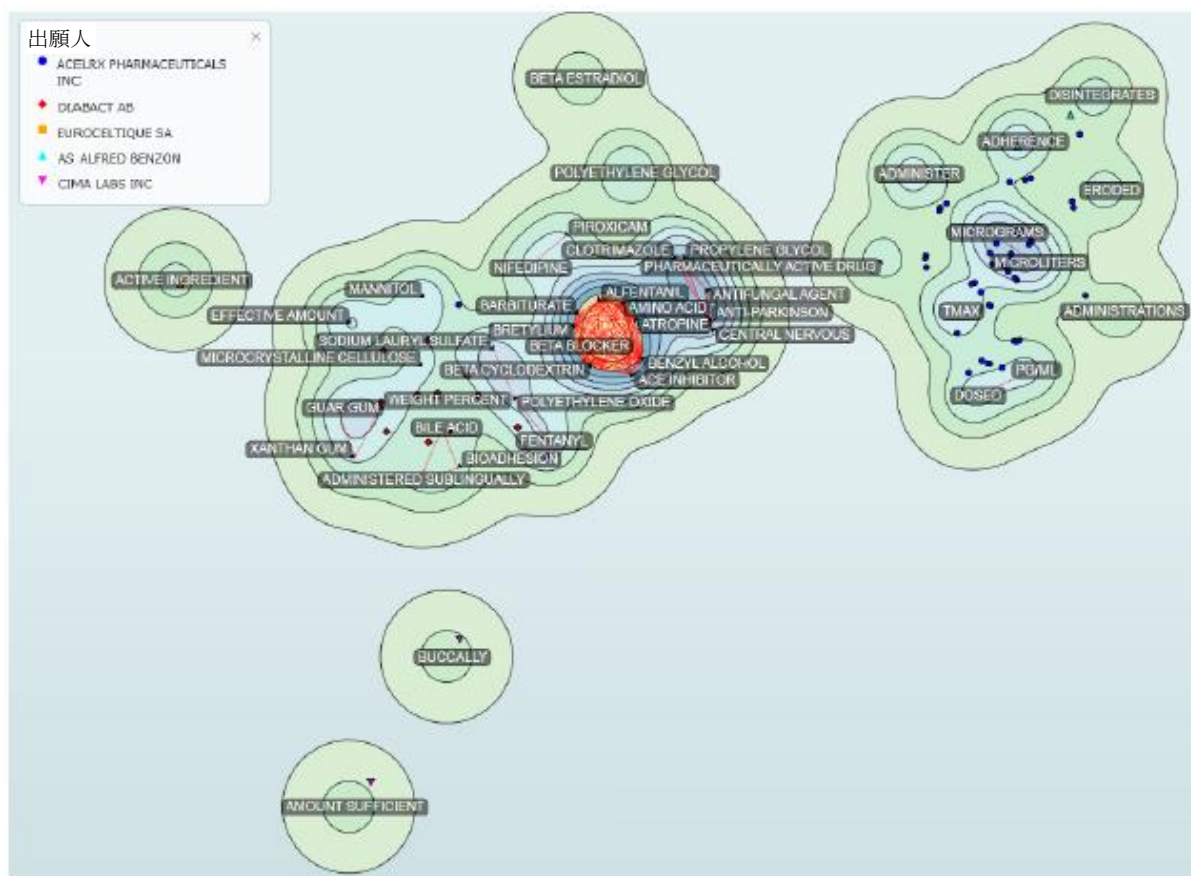 出願人
ACELRX PHARMACEUTICALS
INC
DIABACT AB
EUROCELTIQUE SA
AS ALFRED BENZON
CIMA LABS INC
BETA ESTRADIOL
DISINTEGRATES
ADHERENCE
POLYETHYLENE GLYCOL
ADMINISTER
ERODED
PIROXICAM
MICROGRAMS
CLOTRIMAZOLE
PROPYLENE GLYCOL
NIFEDIPINE
PHARMACEUTICALLY ACTIVE DRUG
MICROLITERS
ACTIVE INGREDIENT
MANNITOL
ALFENTANIL
ANTIFUNGAL AGENT
BARBITURATE
AMINO ACID
ANTI-PARKINSON
TMAX
ADMINISTRATIONS
EFFECTIVE AMOUNT
BRETYLIUM
ATROPINE
CENTRAL NERVOUS
SODIUM LAURYL SULFATE
BETA BLOCKER
MICROCRYSTALLINE CELLULOSE
BETA CYCLODEXTRIN
BENZYL ALCOHOL
PG/ML
ACE INHIBITOR
DOSED
GUAR GUM
WEIGHT PERCENT
POLYETHYLENE OXIDE
BILE ACID
FENTANYL
XANTHAN GUM
BIOADHESION
ADMINISTERED SUBLINGUALLY
BUCCALLY
AMOUNT SUFFICIENT